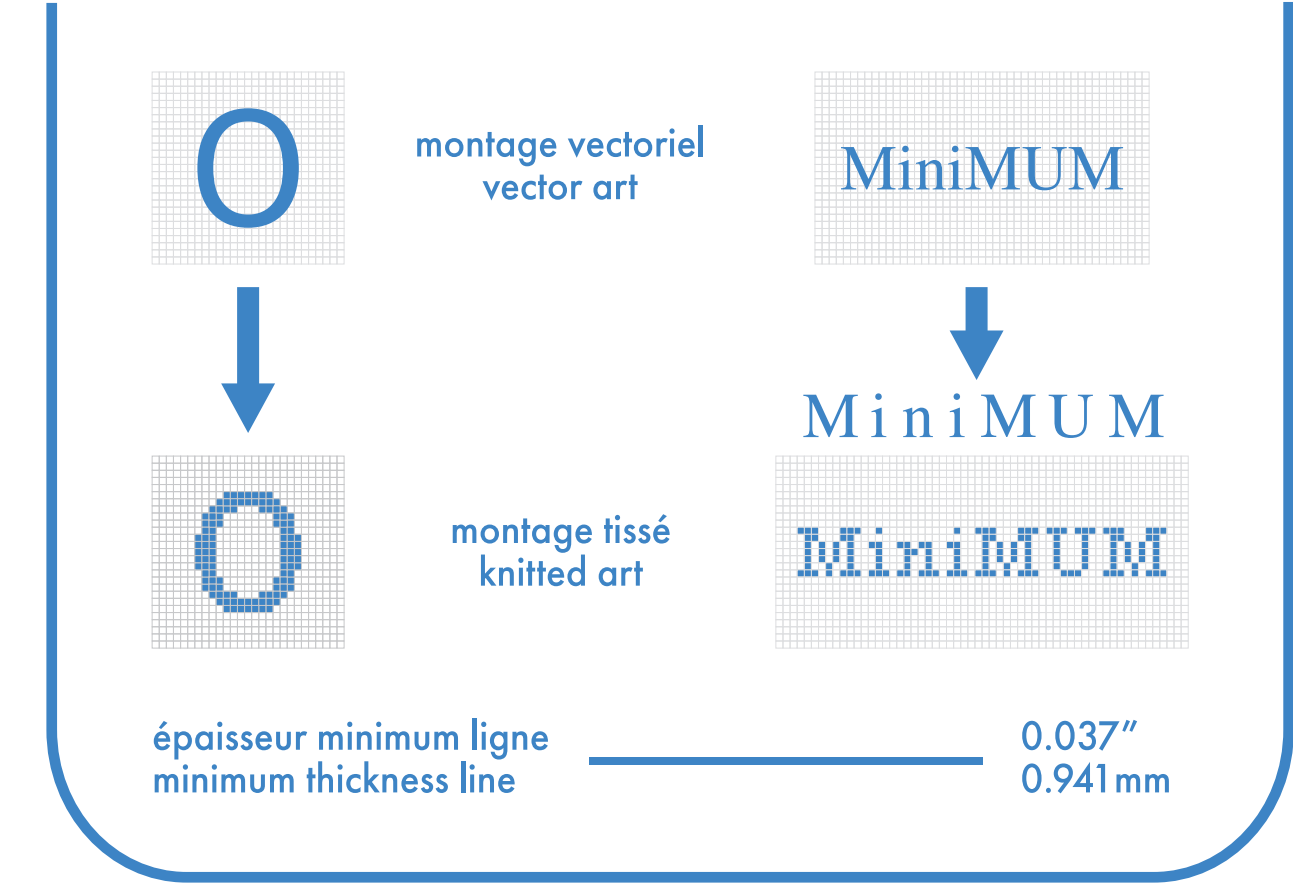 O
montage vectoriel
vector art
MiniMUM
MiniMUM
O
montage tissé
knitted art
MiniMUM
épaisseur minimum ligne
minimum thickness line
0.037″
0.941mm